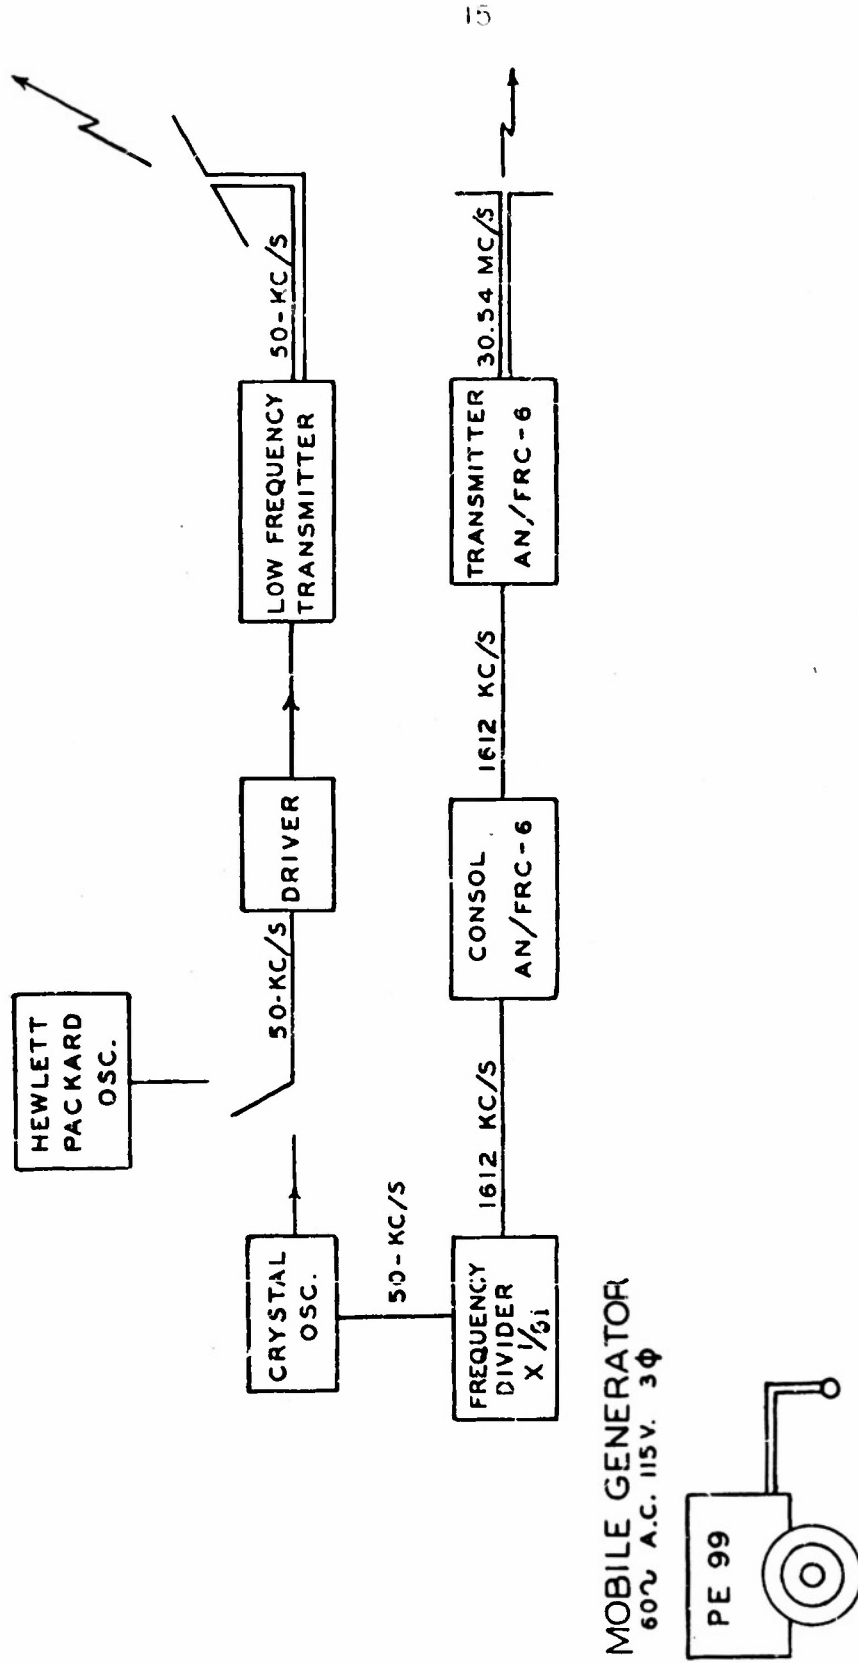 15
HEWLETT
PACKARD
OSC.
CRYSTAL
OSC.
50-KC/S
DRIVER
LOW FREQUENCY
TRANSMITTER
50-KC/S
50-KC/S
FREQUENCY
DIVIDER
1612 KC/S
CONSOL
AN/FRC-6
1612 KC/S
TRANSMITTER
AN/FRC-6
30.54 MC/S
MOBILE GENERATOR
60~ A.C. 115V. 3Φ
PE 99